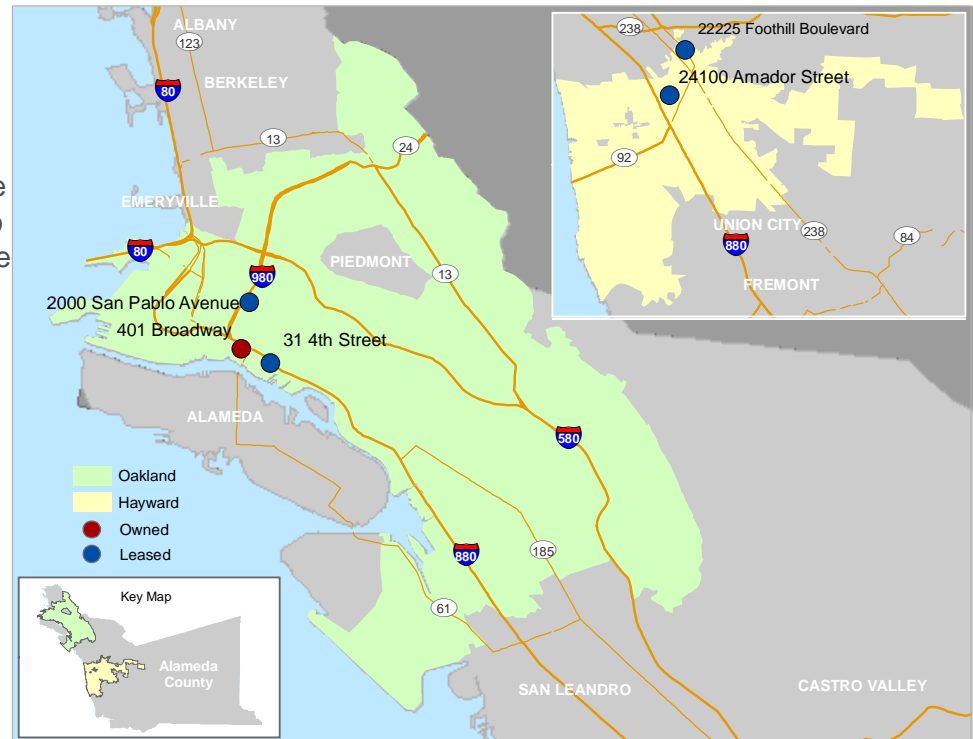 ALBANY
123
80
BERKELEY
13
24
e
EMERYVILLE
o
e
80
980
PIEDMONT
13
2000 San Pablo Avenue
401 Broadway
31 4th Street
ALAMEDA
580
Oakland
Hayward
Owned
Leased
880
185
61
Key Map
Alameda
County
SAN LEANDRO
CASTRO VALLEY
238
22225 Foothill Boulevard
24100 Amador Street
92
UNION CITY
880
238
84
FREMONT